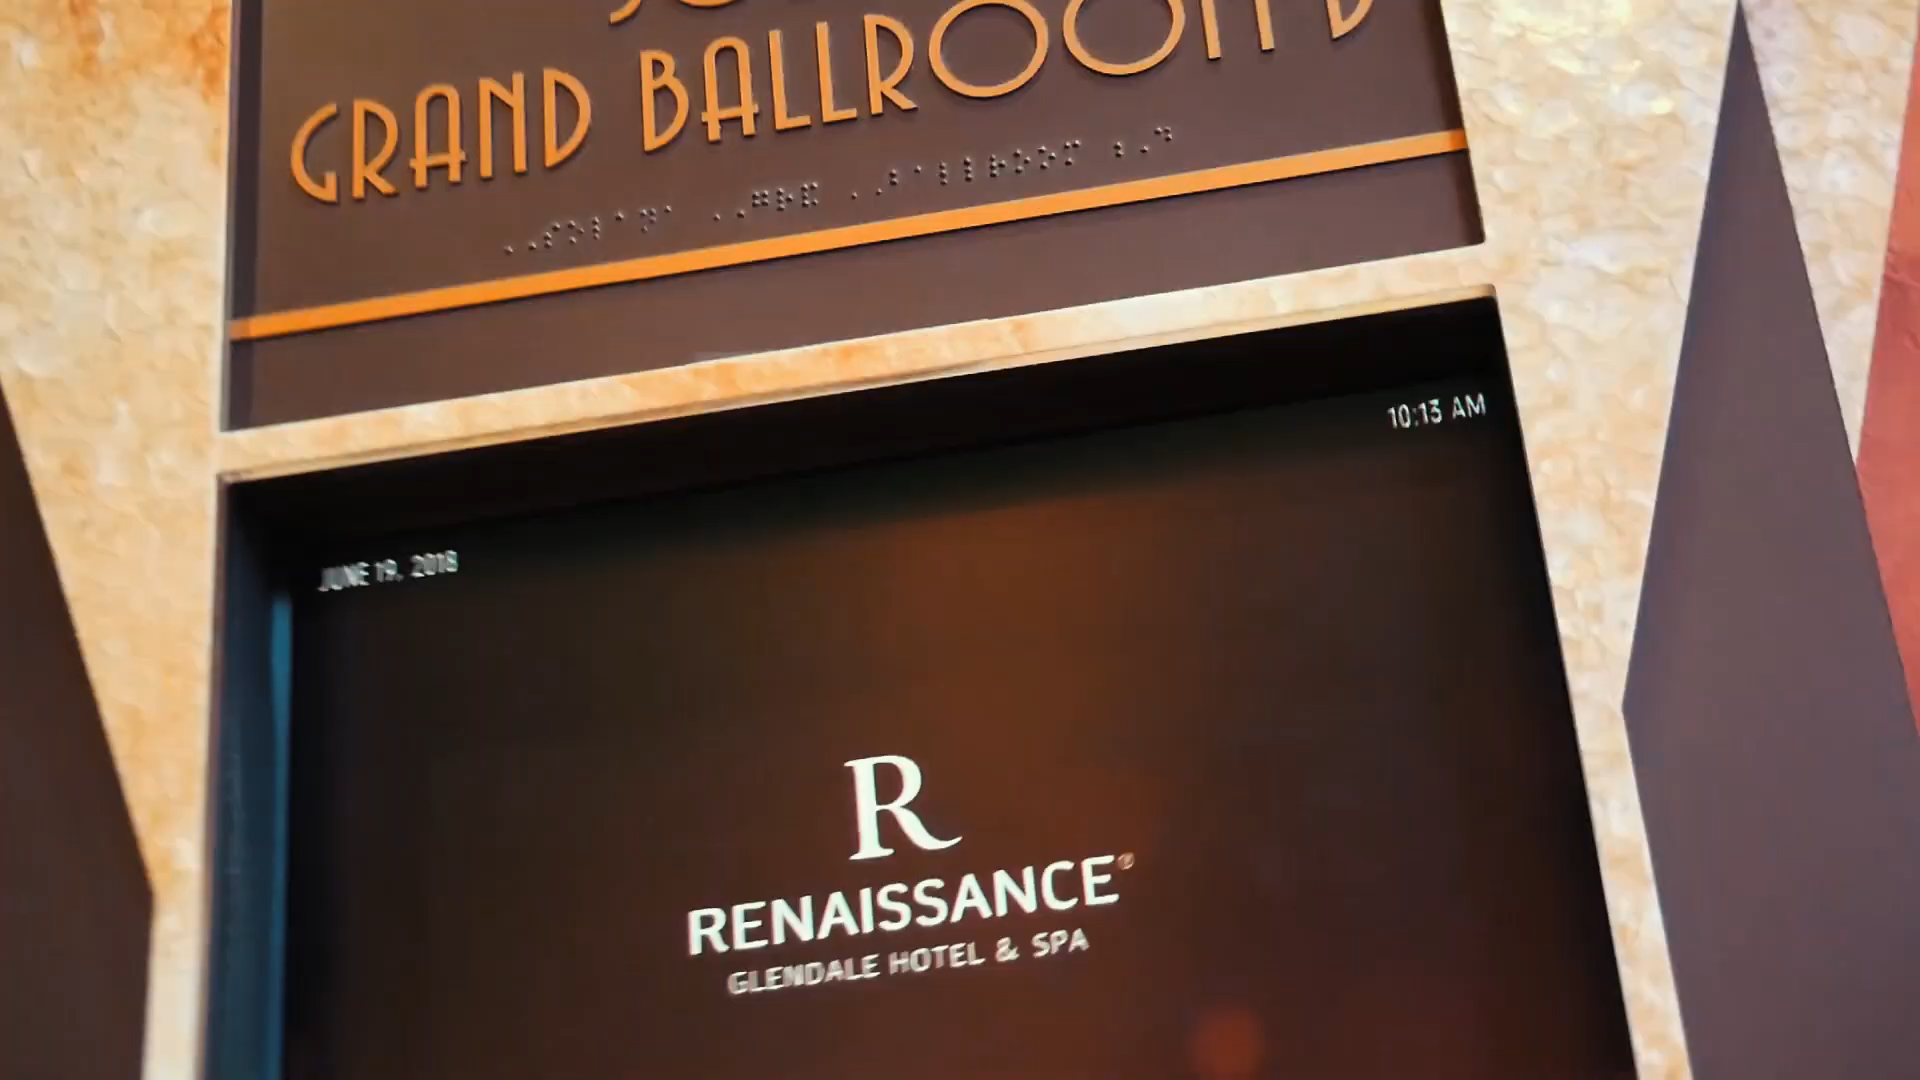 GRAND BALLROOM
10:13 AM
JUNE 19, 2018
R
RENAISSANCE®
GLENDALE HOTEL & SPA